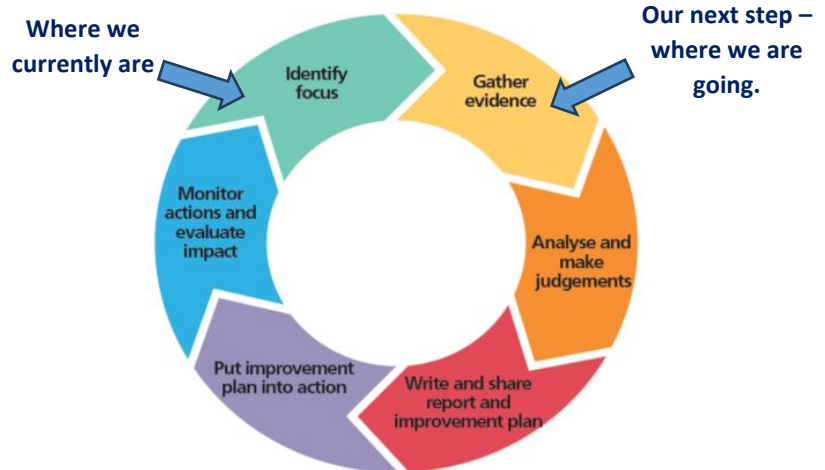 Where we
currently are
Our next step –
where we are
going.
Identify
focus
Gather
evidence
Analyse and
make
judgements
Write and share
report and
improvement plan
Put improvement
plan into action
Monitor
actions and
evaluate
impact